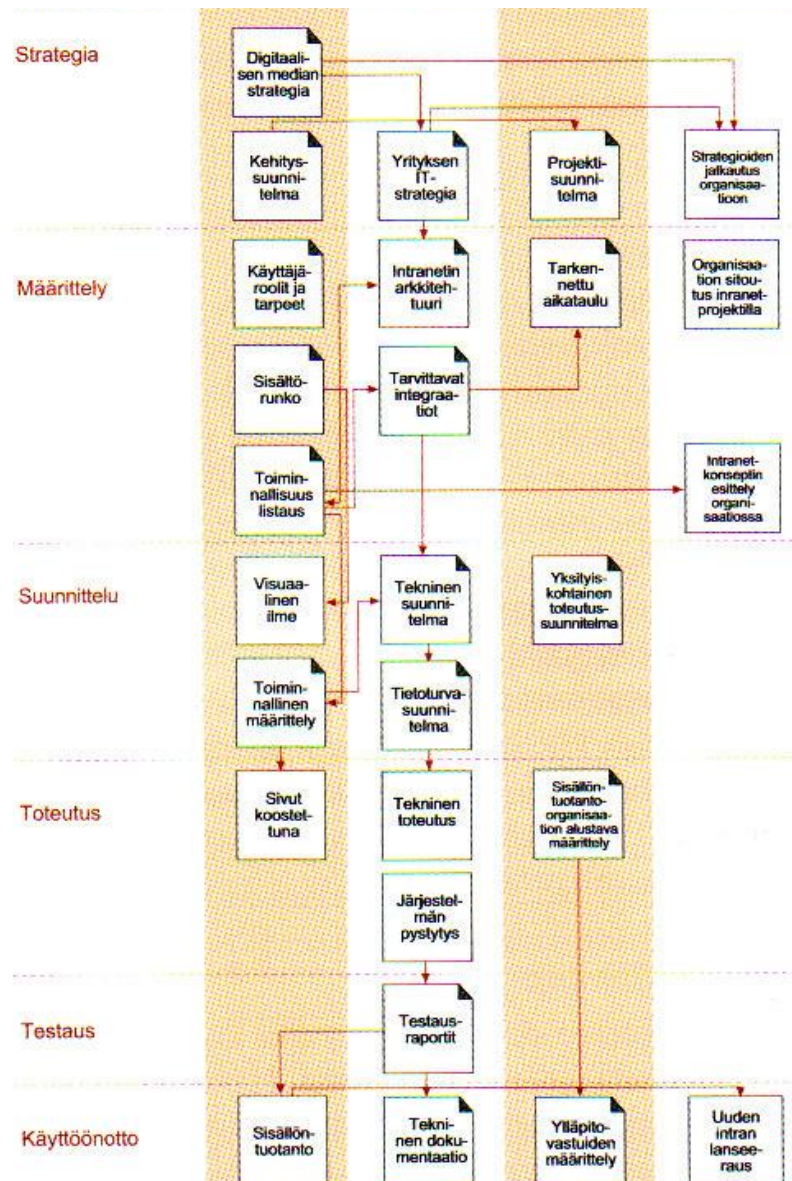 Strategia
Digitaali-
sen median
strategia
Kehitys-
suunni-
telma
Yrityksen
IT-
strategia
Projekti-
suunni-
telma
Strategioiden
jalkautus
organisaa-
tioon
Määrittely
Käyttäjä-
roolit ja
tarpeet
Intranetin
arkkiteh-
tuuri
Tarken-
nettu
aikataulu
Organisaa-
tion sitou-
tus inranet-
projektilla
Sisältö-
runko
Tarvittavat
integraa-
tiot
Toimin-
nallisuus
listaus
Intranet-
konseptin
esittely
organi-
saatiossa
Suunnittelu
Visuaa-
linen
ilme
Tekninen
suunni-
telma
Yksityis-
kohtainen
toteutus-
suunnitelma
Toimin-
nallinen
määrittely
Tietoturva-
suunni-
telma
Toteutus
Sivut
koostet-
tuna
Tekninen
toteutus
Sisällön-
tuotanto-
organisaa-
tion alustava
määrittely
Järjestel-
män
pystytys
Testaus
Testaus-
raportit
Käyttöönotto
Sisällön-
tuotanto
Tekni-
nen doku-
mentaatio
Ylläpito-
vastuiden
määrittely
Uuden
intran
lansee-
raus